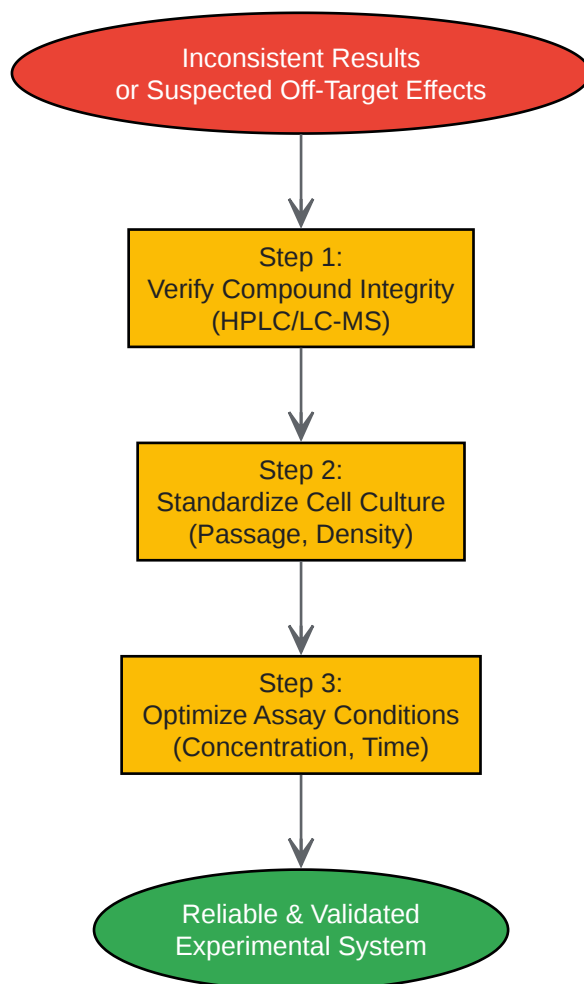 Inconsistent Results
or Suspected Off-Target Effects
Step 1:
Verify Compound Integrity
(HPLC/LC-MS)
Step 2:
Standardize Cell Culture
(Passage, Density)
Step 3:
Optimize Assay Conditions
(Concentration, Time)
Reliable & Validated
Experimental System